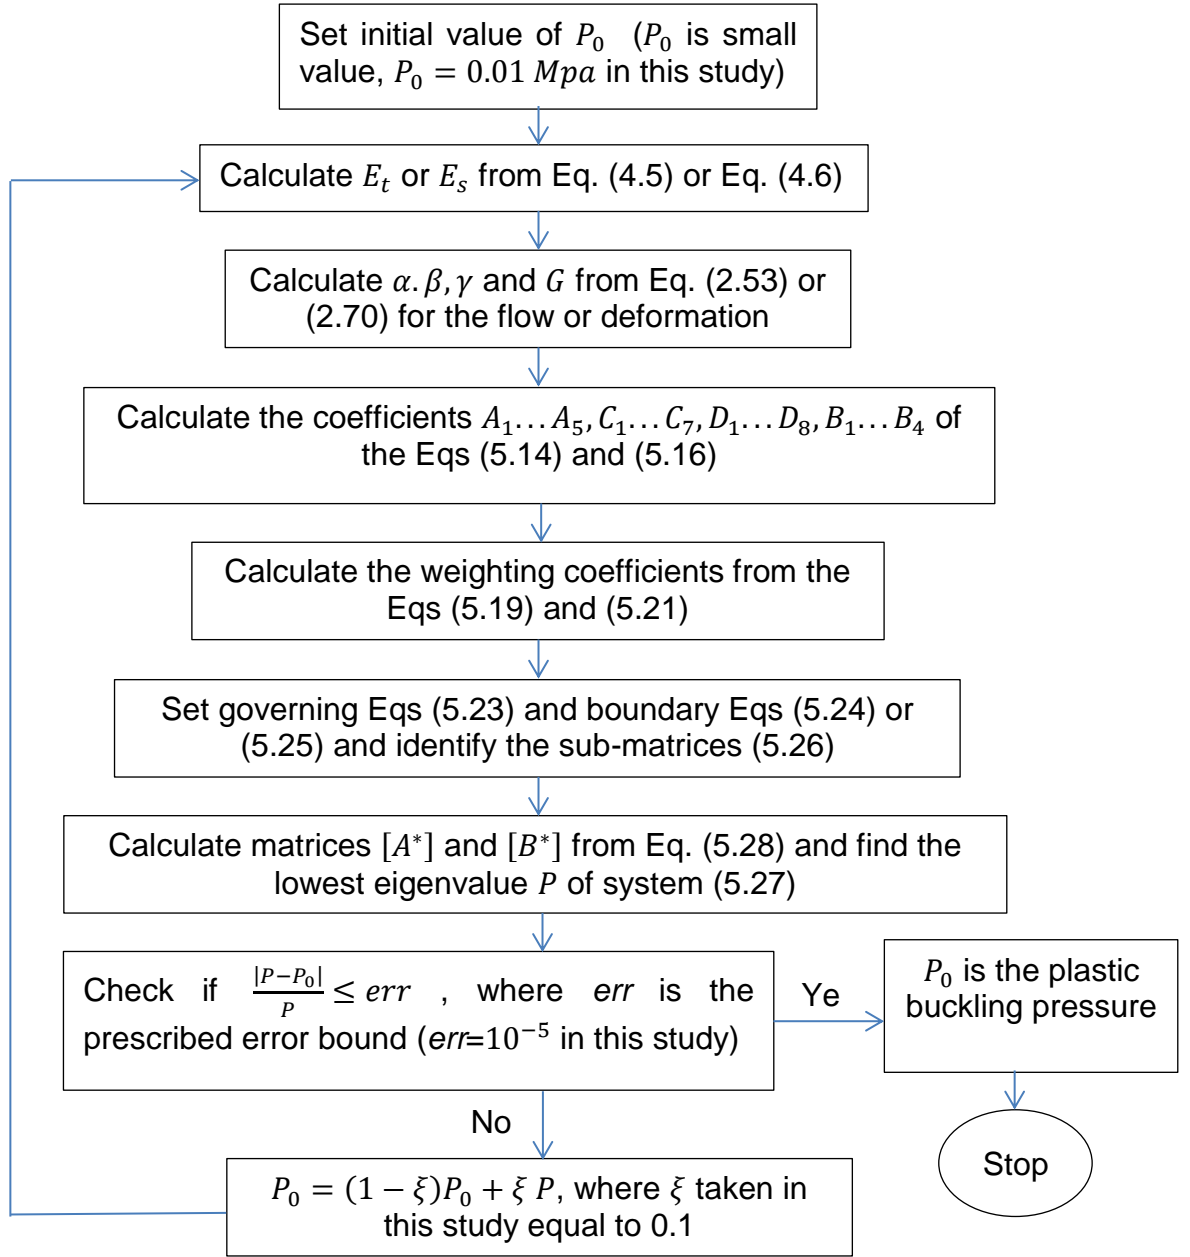 Set initial value of P₀ (P₀ is small
value, P₀ = 0.01 Mpa in this study)
Calculate Eₜ or Eₛ from Eq. (4.5) or Eq. (4.6)
Calculate α. β, γ and G from Eq. (2.53) or
(2.70) for the flow or deformation
Calculate the coefficients A₁… A₅, C₁… C₇, D₁… D₈, B₁… B₄ of
the Eqs (5.14) and (5.16)
Calculate the weighting coefficients from the
Eqs (5.19) and (5.21)
Set governing Eqs (5.23) and boundary Eqs (5.24) or
(5.25) and identify the sub-matrices (5.26)
Calculate matrices [A*] and [B*] from Eq. (5.28) and find the
lowest eigenvalue P of system (5.27)
Check if |P−P₀|/P ≤ err , where err is the
prescribed error bound (err=10⁻⁵ in this study)
Ye
P₀ is the plastic
buckling pressure
No
Stop
P₀ = (1 − ξ)P₀ + ξ P, where ξ taken in
this study equal to 0.1